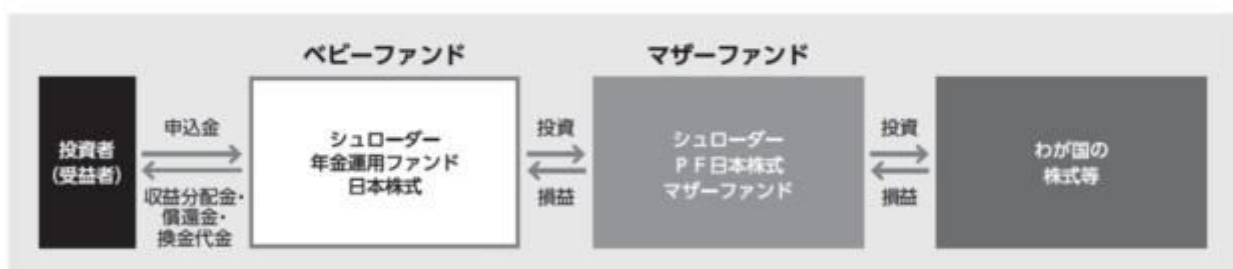 ベビーファンド
マザーファンド
投資者
(受益者)
申込金
収益分配金・
償還金・
換金代金
シュローダー
年金運用ファンド
日本株式
投資
損益
シュローダー
ＰＦ日本株式
マザーファンド
投資
損益
わが国の
株式等